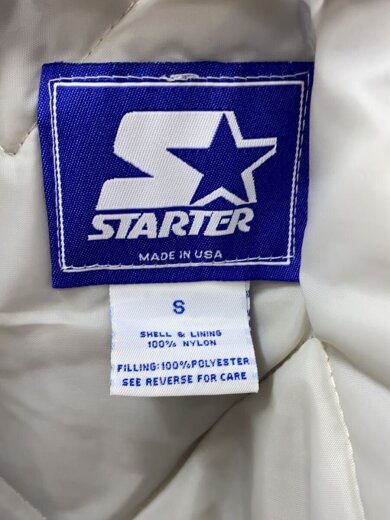 STARTER
MADE IN USA
S
SHELL & LINING
100% NYLON
FILLING:100%POLYESTER
SEE REVERSE FOR CARE